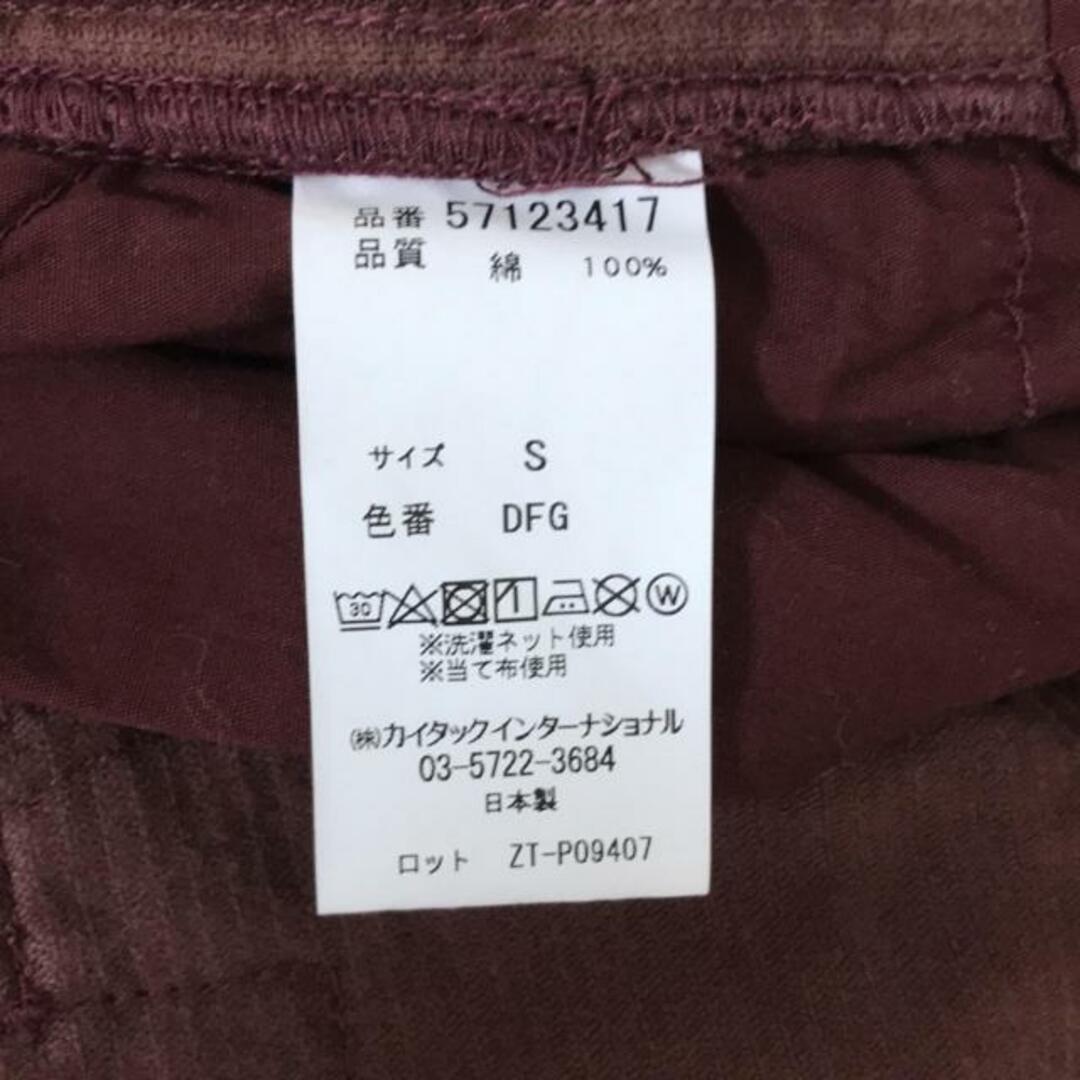 品番 57123417
品質 綿 100%
サイズ S
色番 DFG
30 W
※洗濯ネット使用
※当て布使用
㈱カイタックインターナショナル
03-5722-3684
日本製
ロット ZT-P09407